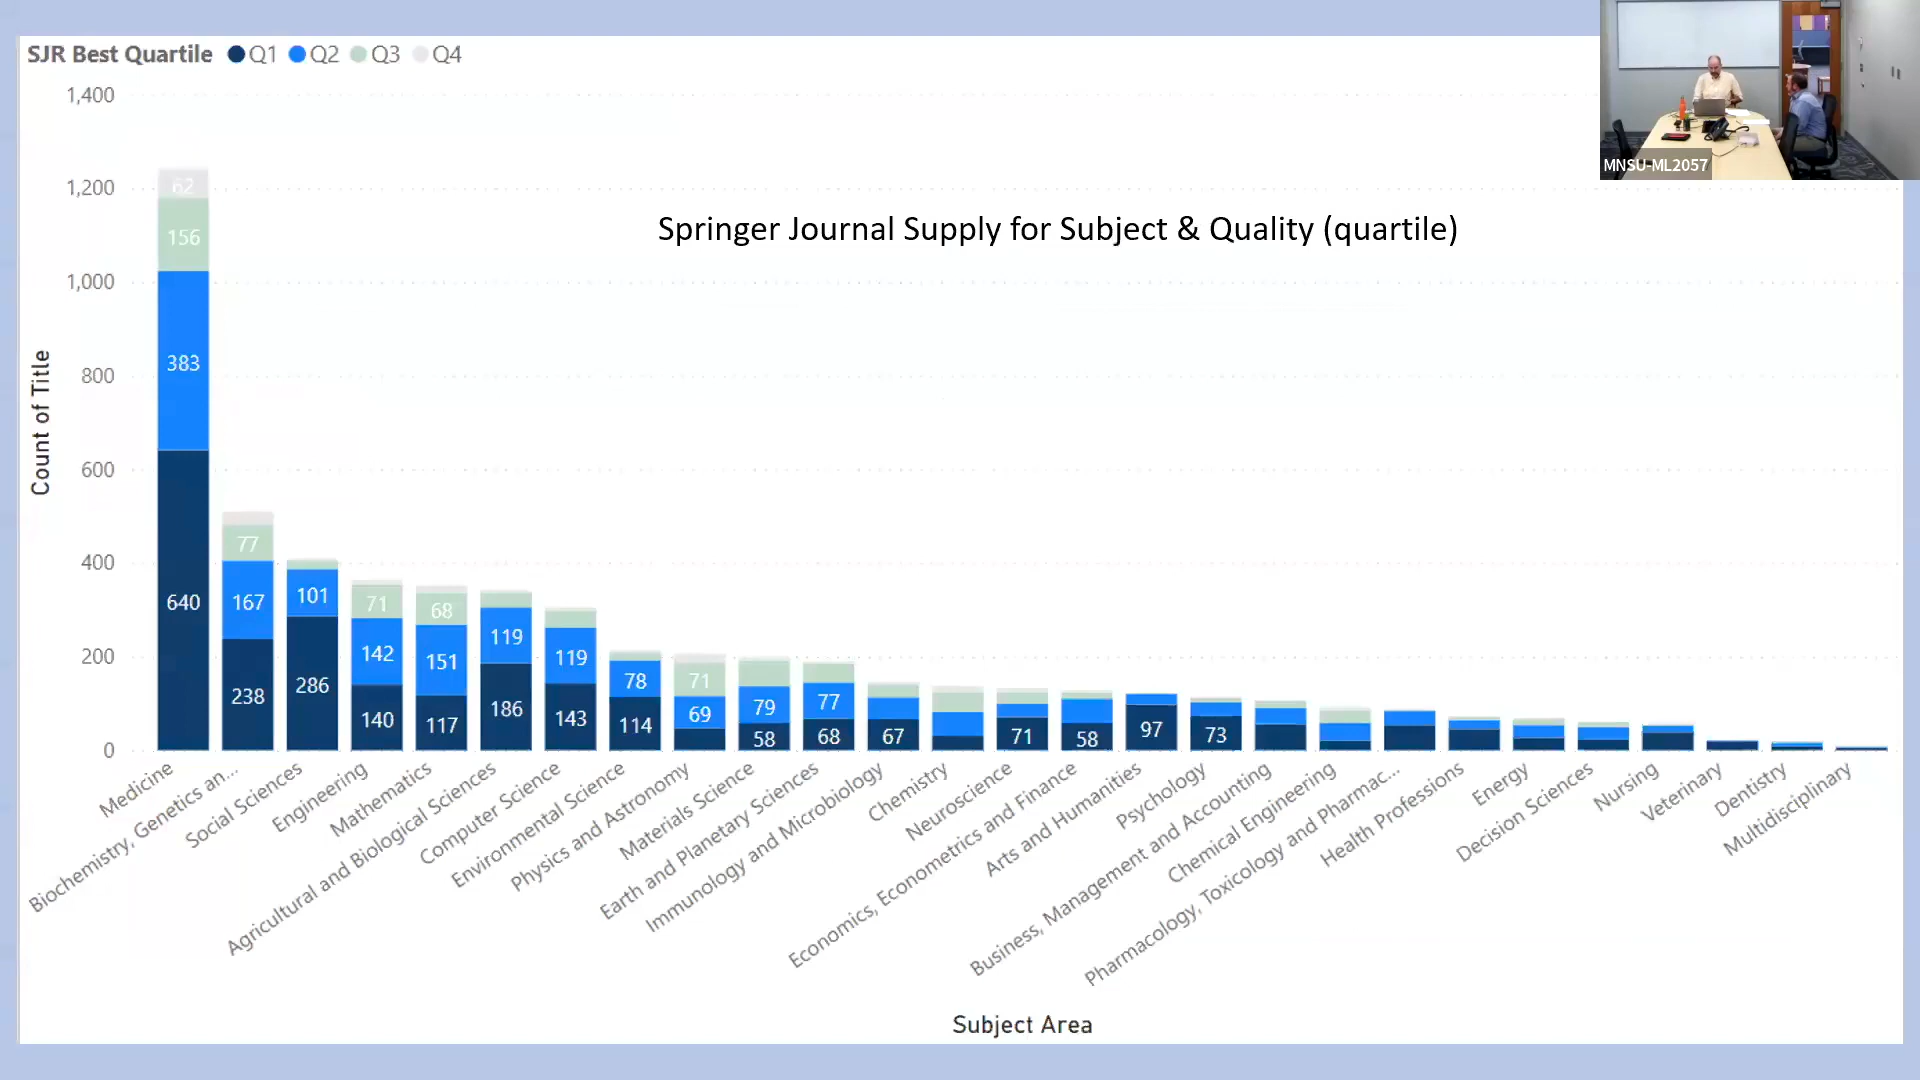 SJR Best Quartile Q1 Q2 Q3 Q4
MNSU-ML2057
Springer Journal Supply for Subject & Quality (quartile)
Count of Title
1,400
1,200
1,000
800
600
400
200
0
62
156
383
640
77
167
238
101
286
71
142
140
68
151
117
119
186
119
143
78
114
71
69
79
58
77
68
67
71
58
97
73
Medicine
Biochemistry, Genetics an...
Social Sciences
Engineering
Mathematics
Agricultural and Biological Sciences
Computer Science
Environmental Science
Physics and Astronomy
Materials Science
Earth and Planetary Sciences
Immunology and Microbiology
Chemistry
Neuroscience
Economics, Econometrics and Finance
Arts and Humanities
Psychology
Business, Management and Accounting
Chemical Engineering
Pharmacology, Toxicology and Pharmac...
Health Professions
Energy
Decision Sciences
Nursing
Veterinary
Dentistry
Multidisciplinary
Subject Area